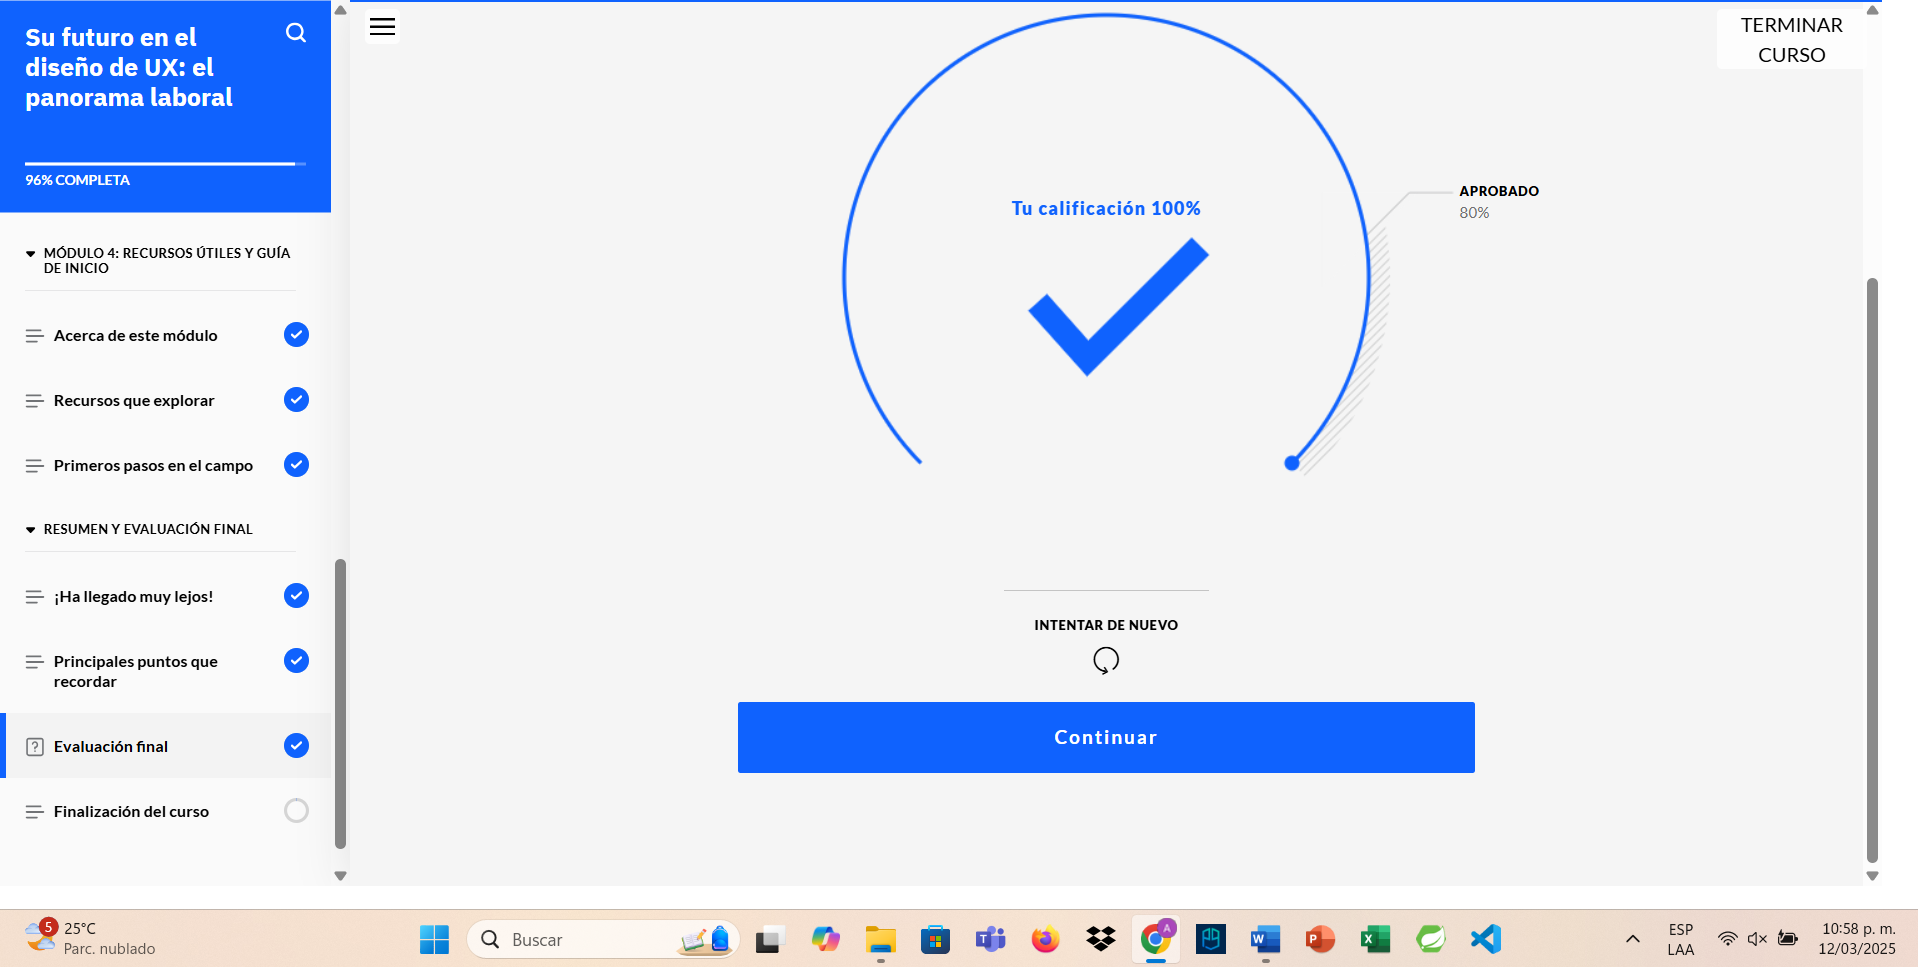 Su futuro en el
diseño de UX: el
panorama laboral
96% COMPLETA
MÓDULO 4: RECURSOS ÚTILES Y GUÍA
DE INICIO
Acerca de este módulo
Recursos que explorar
Primeros pasos en el campo
RESUMEN Y EVALUACIÓN FINAL
¡Ha llegado muy lejos!
Principales puntos que
recordar
Evaluación final
Finalización del curso
TERMINAR
CURSO
Tu calificación 100%
APROBADO
80%
INTENTAR DE NUEVO
Continuar
5
25°C
Parc. nublado
Buscar
A
ESP
LAA
10:58 p. m.
12/03/2025